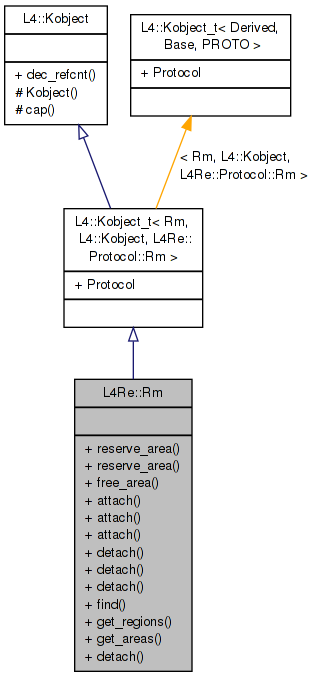 L4::Kobject
+ dec_refcnt()
# Kobject()
# cap()
L4::Kobject_t< Derived,
Base, PROTO >
+ Protocol
< Rm, L4::Kobject,
L4Re::Protocol::Rm >
L4::Kobject_t< Rm,
L4::Kobject, L4Re::
Protocol::Rm >
+ Protocol
L4Re::Rm
+ reserve_area()
+ reserve_area()
+ free_area()
+ attach()
+ attach()
+ attach()
+ detach()
+ detach()
+ detach()
+ find()
+ get_regions()
+ get_areas()
+ detach()